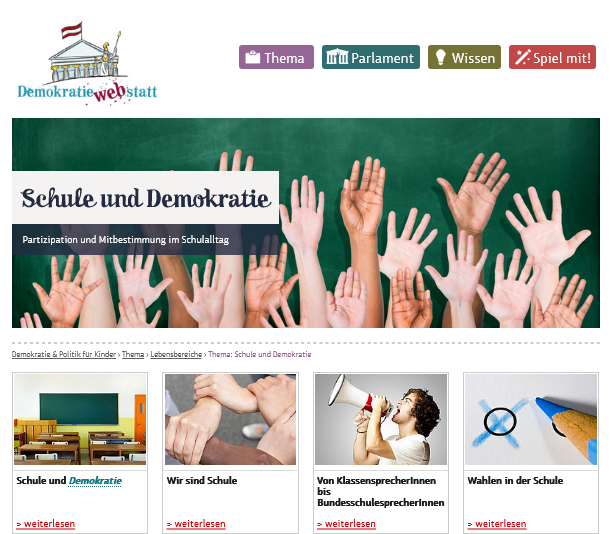 Demokratiewebstatt
Thema
Parlament
Wissen
Spiel mit!
Schule und Demokratie
Partizipation und Mitbestimmung im Schulalltag
Demokratie & Politik für Kinder › Thema › Lebensbereiche › Thema: Schule und Demokratie
Schule und Demokratie
> weiterlesen
Wir sind Schule
> weiterlesen
Von KlassensprecherInnen
bis
BundesschulesprecherInnen
> weiterlesen
Wahlen in der Schule
> weiterlesen